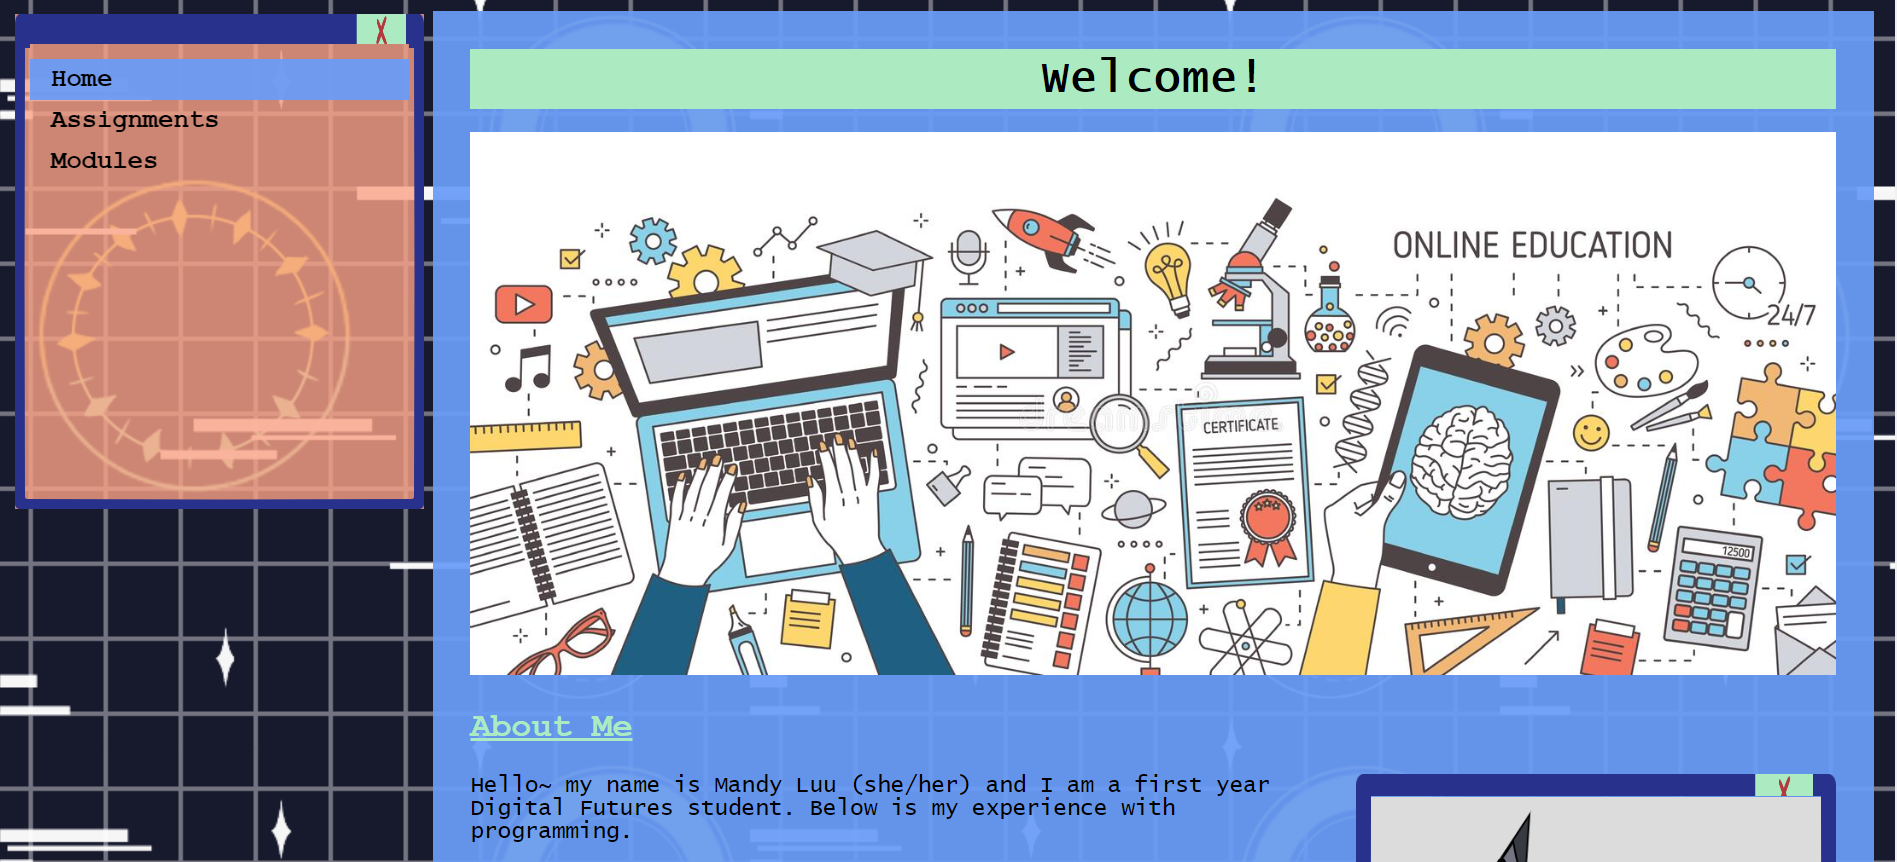 X
Home
Assignments
Modules
Welcome!
ONLINE EDUCATION
24/7
CERTIFICATE
dreamstime
12500
About Me
Hello~ my name is Mandy Luu (she/her) and I am a first year
Digital Futures student. Below is my experience with
programming.
X